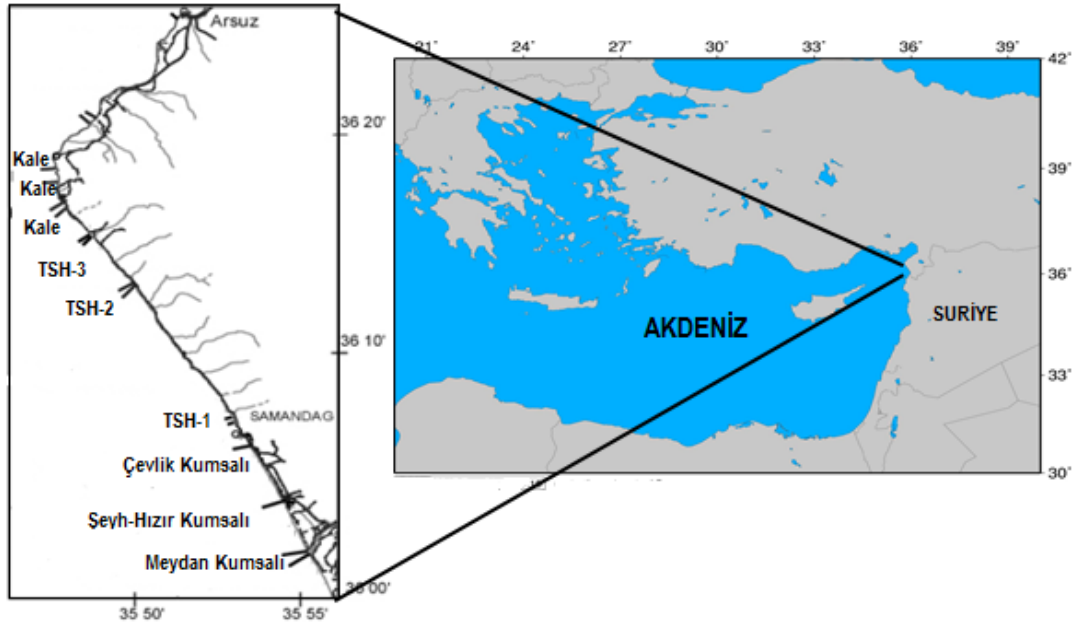 Arsuz
36 20'
Kale
Kale
Kale
TSH-3
TSH-2
36 10'
TSH-1
SAMANDAG
Çevlik Kumsalı
Şeyh-Hızır Kumsalı
Meydan Kumsalı
36 00'
35 50'
35 55'
21°
24°
27°
30°
33°
36°
39°
42°
39°
36°
33°
30°
AKDENİZ
SURİYE